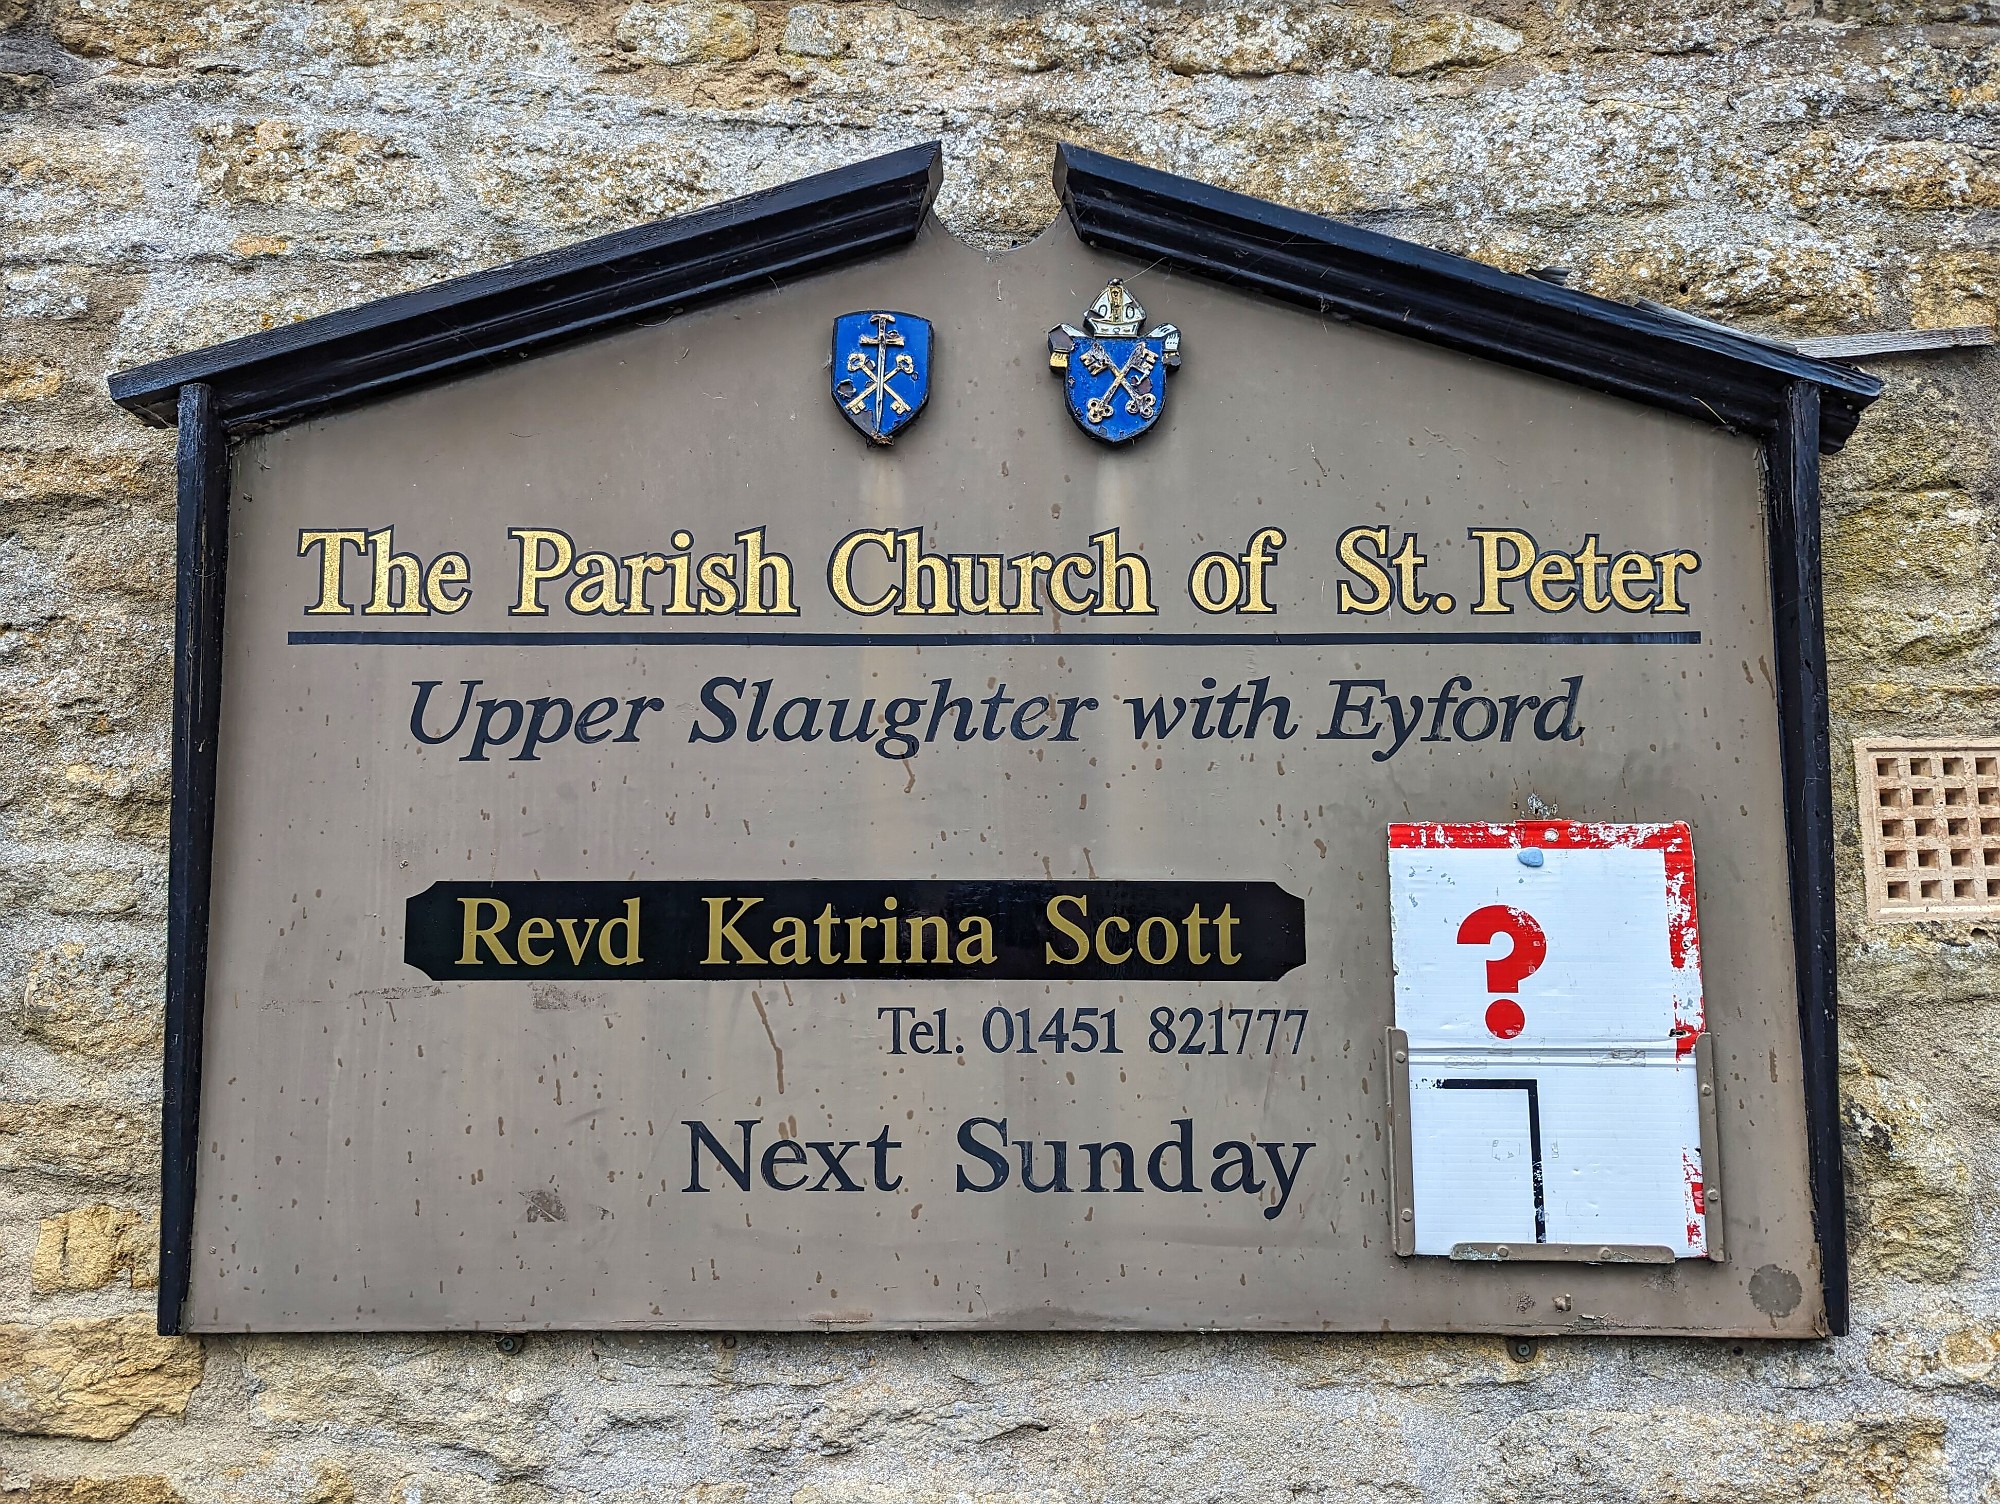 The Parish Church of St. Peter
Upper Slaughter with Eyford
Revd Katrina Scott
Tel. 01451 821777
Next Sunday
?